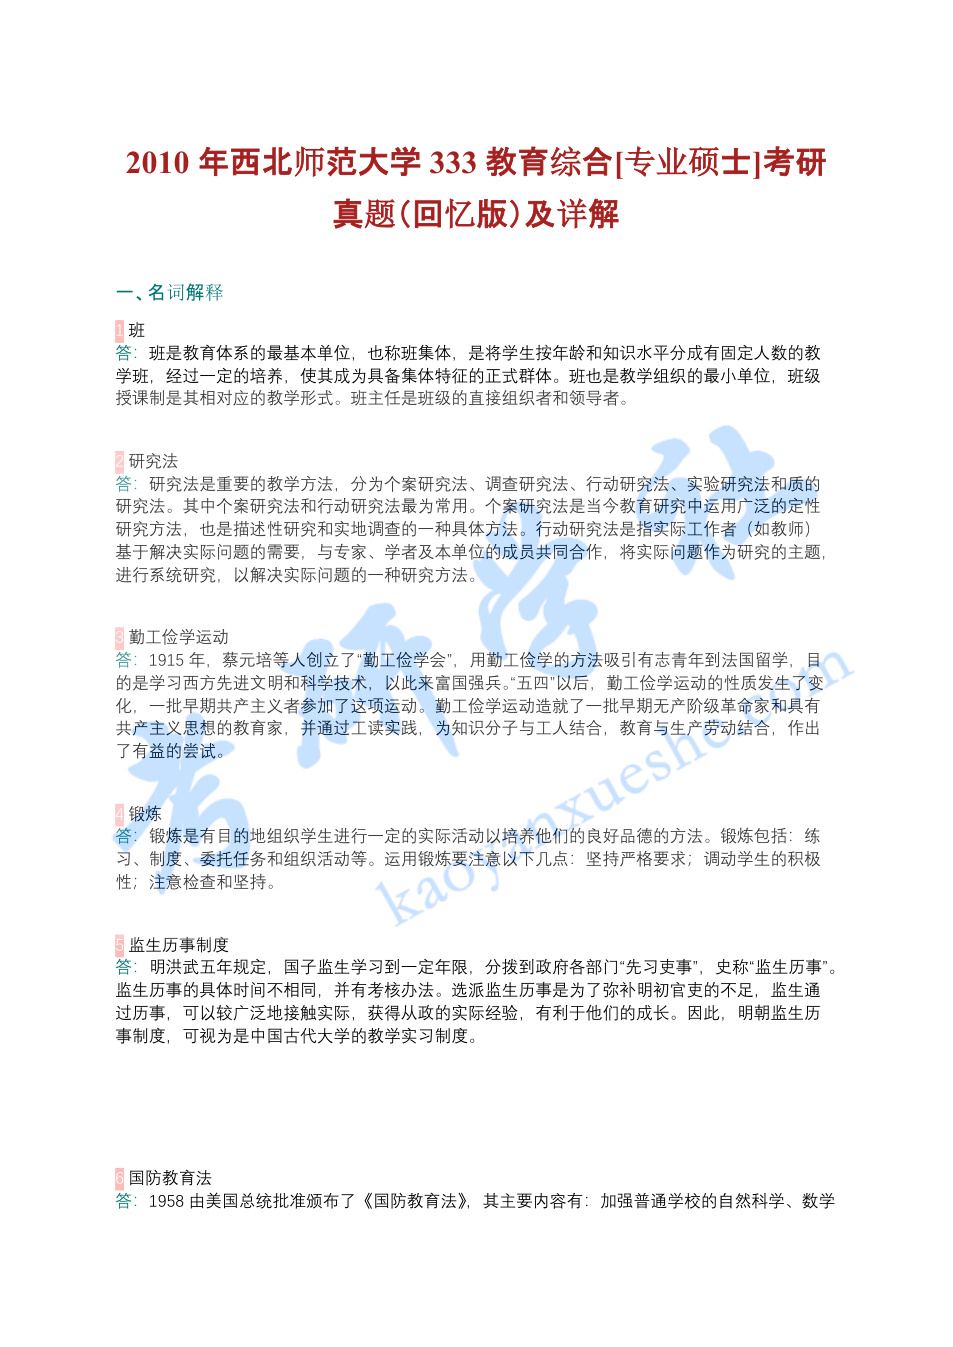 2010 年西北师范大学 333 教育综合[专业硕士]考研
真题（回忆版）及详解
一、名词解释
1 班
答：班是教育体系的最基本单位，也称班集体，是将学生按年龄和知识水平分成有固定人数的教
学班，经过一定的培养，使其成为具备集体特征的正式群体。班也是教学组织的最小单位，班级
授课制是其相对应的教学形式。班主任是班级的直接组织者和领导者。
2 研究法
答：研究法是重要的教学方法，分为个案研究法、调查研究法、行动研究法、实验研究法和质的
研究法。其中个案研究法和行动研究法最为常用。个案研究法是当今教育研究中运用广泛的定性
研究方法，也是描述性研究和实地调查的一种具体方法。行动研究法是指实际工作者（如教师）
基于解决实际问题的需要，与专家、学者及本单位的成员共同合作，将实际问题作为研究的主题，
进行系统研究，以解决实际问题的一种研究方法。
3 勤工俭学运动
答：1915 年，蔡元培等人创立了“勤工俭学会”，用勤工俭学的方法吸引有志青年到法国留学，目
的是学习西方先进文明和科学技术，以此来富国强兵。“五四”以后，勤工俭学运动的性质发生了变
化，一批早期共产主义者参加了这项运动。勤工俭学运动造就了一批早期无产阶级革命家和具有
共产主义思想的教育家，并通过工读实践，为知识分子与工人结合，教育与生产劳动结合，作出
了有益的尝试。
4 锻炼
答：锻炼是有目的地组织学生进行一定的实际活动以培养他们的良好品德的方法。锻炼包括：练
习、制度、委托任务和组织活动等。运用锻炼要注意以下几点：坚持严格要求；调动学生的积极
性；注意检查和坚持。
5 监生历事制度
答：明洪武五年规定，国子监生学习到一定年限，分拨到政府各部门“先习吏事”，史称“监生历事”。
监生历事的具体时间不相同，并有考核办法。选派监生历事是为了弥补明初官吏的不足，监生通
过历事，可以较广泛地接触实际，获得从政的实际经验，有利于他们的成长。因此，明朝监生历
事制度，可视为是中国古代大学的教学实习制度。
6 国防教育法
答：1958 由美国总统批准颁布了《国防教育法》，其主要内容有：加强普通学校的自然科学、数学
考研学社
kaoyanxueshe.com